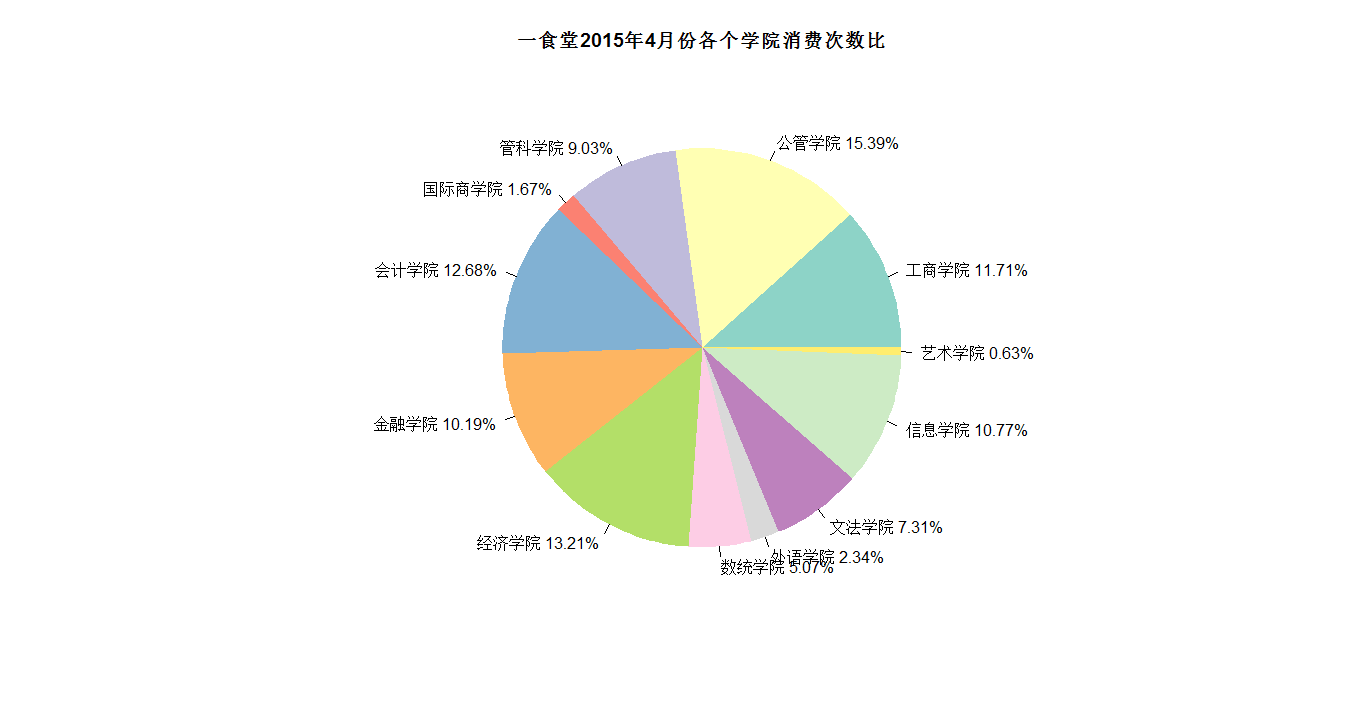 一食堂2015年4月份各个学院消费次数比
公管学院 15.39%
管科学院 9.03%
国际商学院 1.67%
会计学院 12.68%
工商学院 11.71%
艺术学院 0.63%
金融学院 10.19%
信息学院 10.77%
文法学院 7.31%
经济学院 13.21%
外语学院 2.34%
数统学院 5.07%